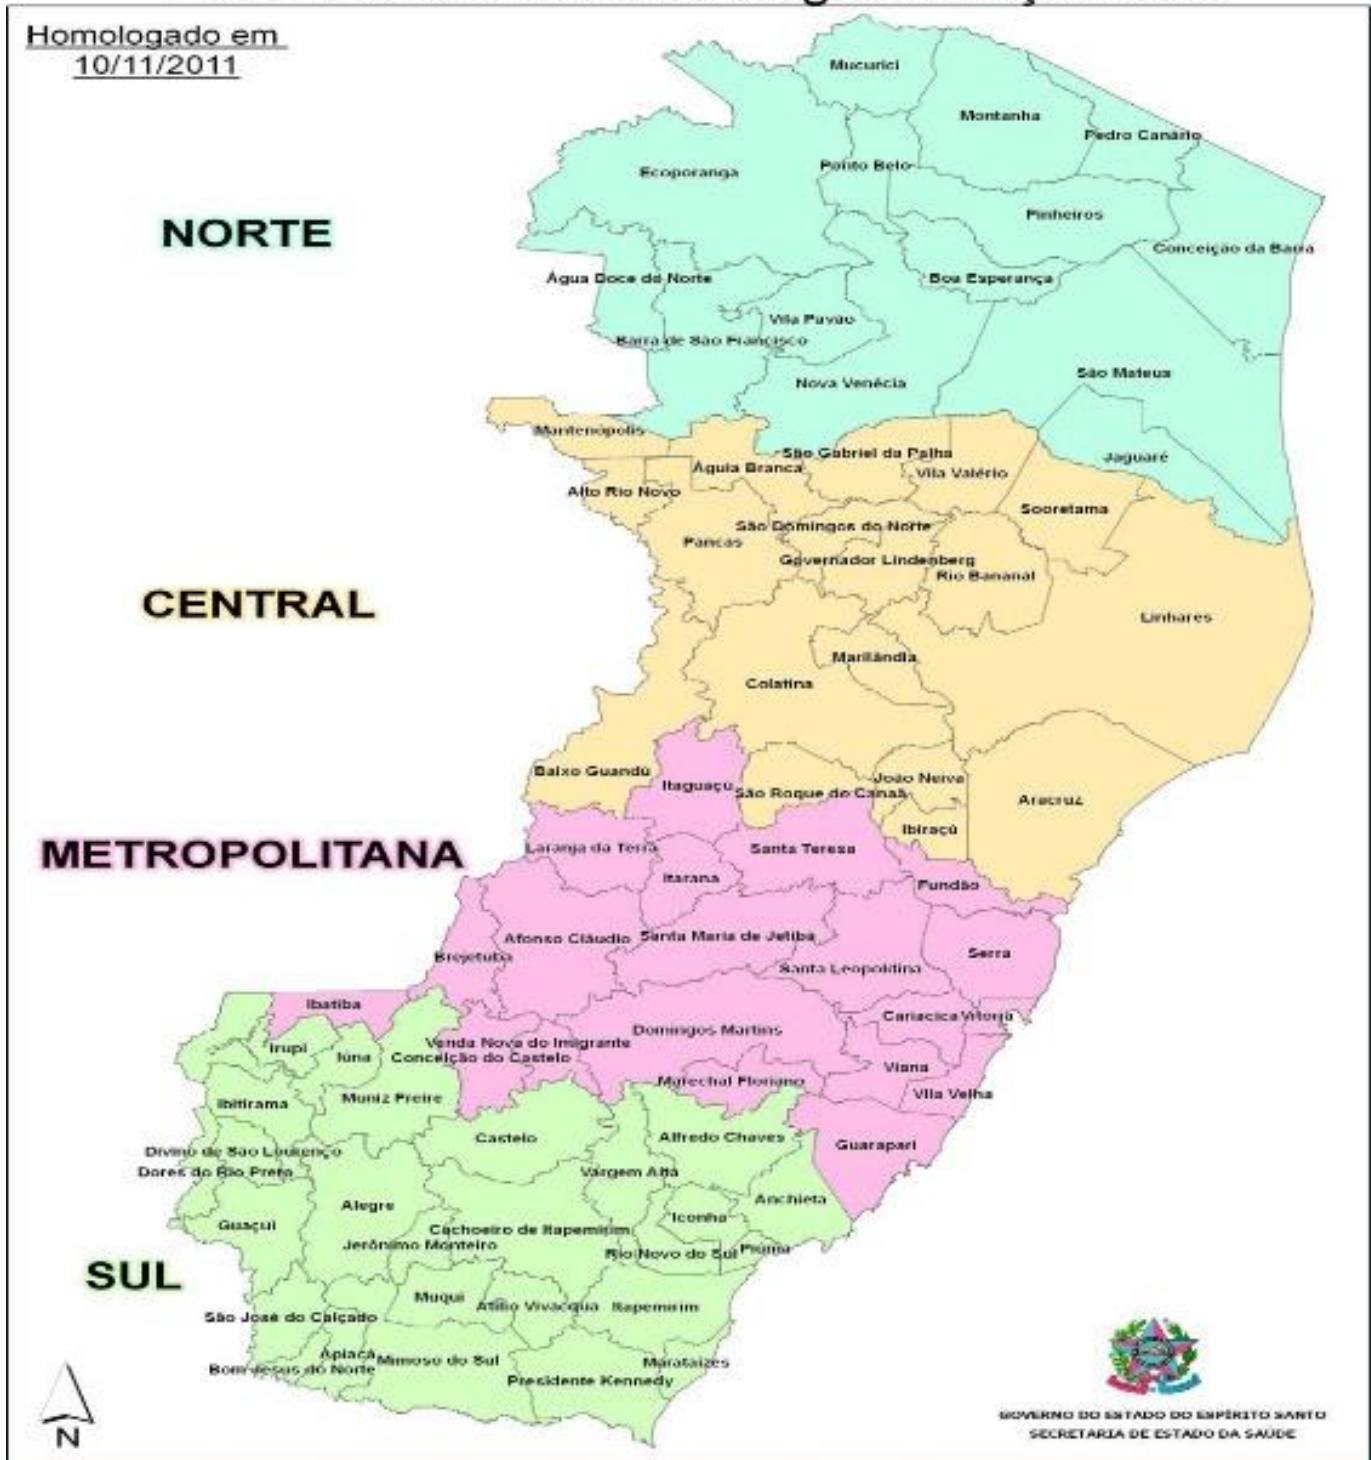 Homologado em
10/11/2011
Mucurici
Montanha
Pedro Canário
Ponto Belo
Ecoporanga
Pinheiros
Conceição da Barra
NORTE
Água Doce do Norte
Boa Esperança
Vila Pavão
Barra de São Francisco
São Mateus
Nova Venécia
Mantenópolis
São Gabriel da Palha
Jaguaré
Águia Branca
Vila Valério
Alto Rio Novo
Sooretama
São Domingos do Norte
Pancas
Governador Lindenberg
Rio Bananal
CENTRAL
Linhares
Marilândia
Colatina
Baixo Guandú
João Neiva
Itaguaçú
São Roque do Canaã
Aracruz
Ibiraçú
METROPOLITANA
Laranja da Terra
Santa Teresa
Itarana
Fundão
Afonso Cláudio
Santa Maria de Jetibá
Brejetuba
Serra
Santa Leopoldina
Ibatiba
Cariacica
Vitoria
Domingos Martins
Venda Nova do Imigrante
Irupi
Iúna
Conceição do Castelo
Viana
Marechal Floriano
Vila Velha
Ibitirama
Muniz Freire
Castelo
Alfredo Chaves
Guarapari
Divino de São Lourenço
Dores do Rio Preto
Vargem Alta
Anchieta
Alegre
Iconha
Guaçuí
Cachoeiro de Itapemirim
Jerônimo Monteiro
Rio Novo do Sul
Piúma
SUL
Muqui
Atílio Vivacqua
Itapemirim
São José do Calçado
Apiacá
Mimoso do Sul
Marataízes
Bom Jesus do Norte
Presidente Kennedy
N
GOVERNO DO ESTADO DO ESPÍRITO SANTO
SECRETARIA DE ESTADO DA SAÚDE